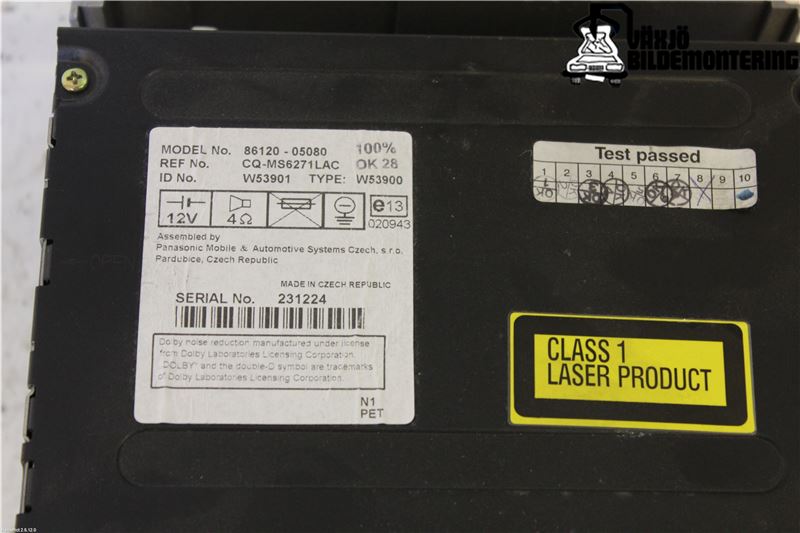 VÄXJÖ
BILDEMONTERING
MODEL No. 86120 - 05080 100%
REF No. CQ-MS6271LAC OK 28
ID No. W53901 TYPE: W53900
12V 4Ω e13
020943
Assembled by
Panasonic Mobile & Automotive Systems Czech, s.r.o.
Pardubice, Czech Republic
MADE IN CZECH REPUBLIC
SERIAL No. 231224
Dolby noise reduction manufactured under license
from Dolby Laboratories Licensing Corporation.
"DOLBY" and the double-D symbol are trademarks
of Dolby Laboratories Licensing Corporation.
N1
PET
Test passed
1 2 3 4 5 6 7 8 9 10
CLASS 1
LASER PRODUCT